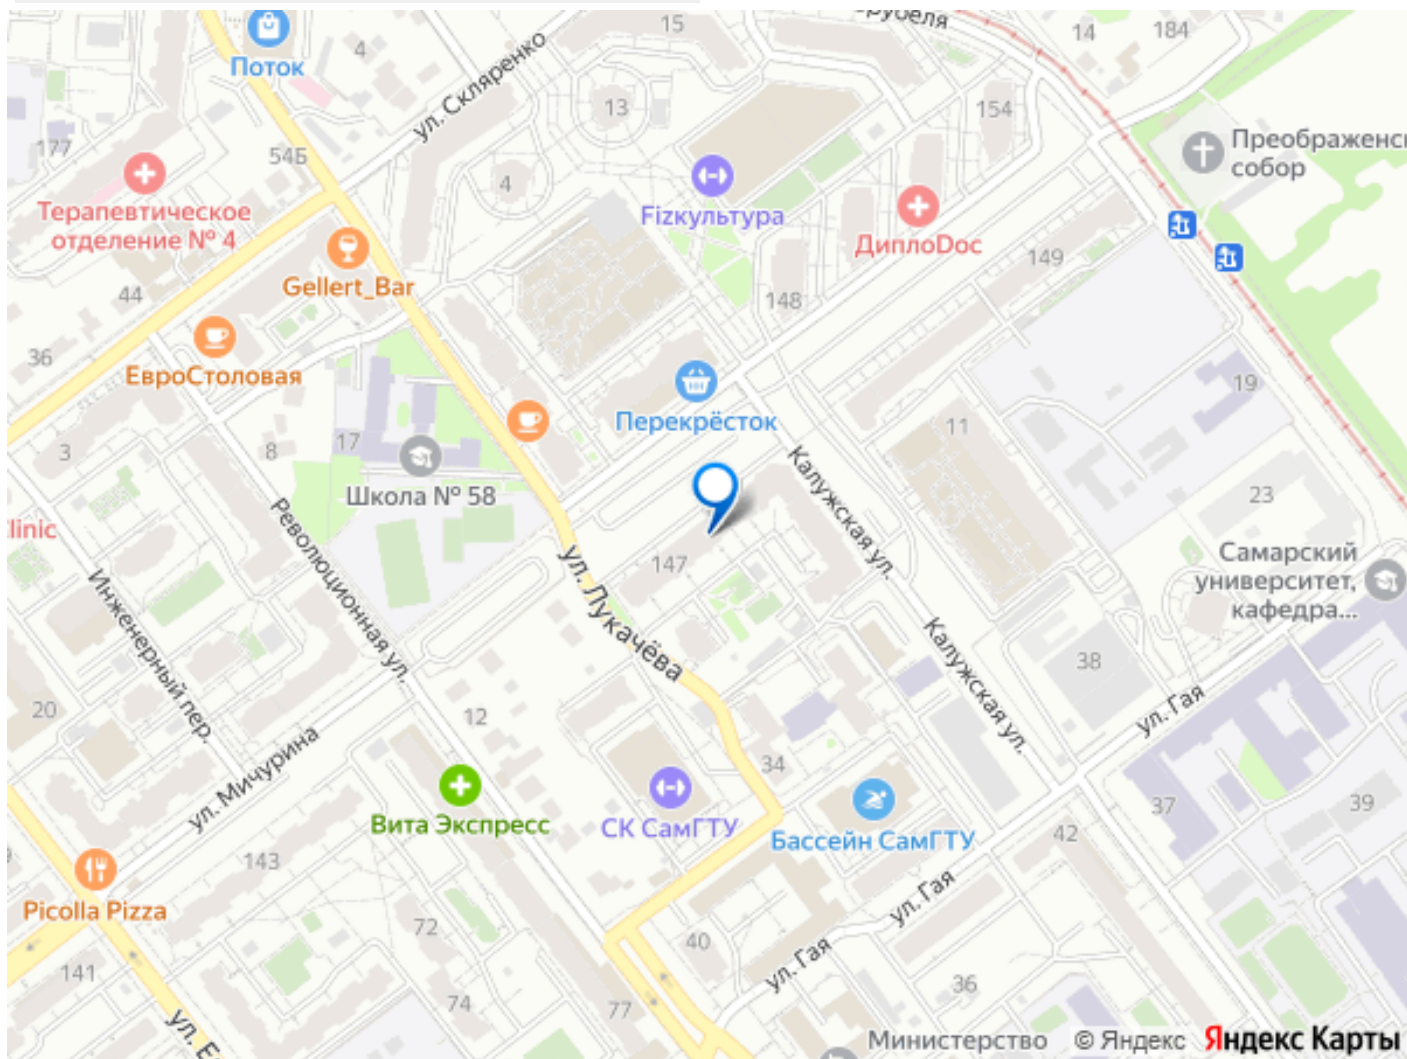 Поток
4
15
рубеля
14
184
ул. Скляренко
13
154
177
54Б
Преображенс
собор
4
Терапевтическое
отделение № 4
Fizкультура
ДиплоDoc
Gellert_Bar
44
149
148
36
ЕвроСтоловая
Перекрёсток
19
11
3
8
17
Школа № 58
Калужская ул.
23
linic
Революционная ул.
147
ул. Лукачёва
Самарский
университет,
кафедра...
Инженерный пер.
Калужская ул.
38
20
12
ул. Гая
ул. Мичурина
34
37
39
Вита Экспресс
СК СамГТУ
Бассейн СамГТУ
42
143
Picolla Pizza
ул. Гая
72
40
141
ул. Гая
36
74
77
ул. Е
Министерство
© Яндекс
Яндекс Карты